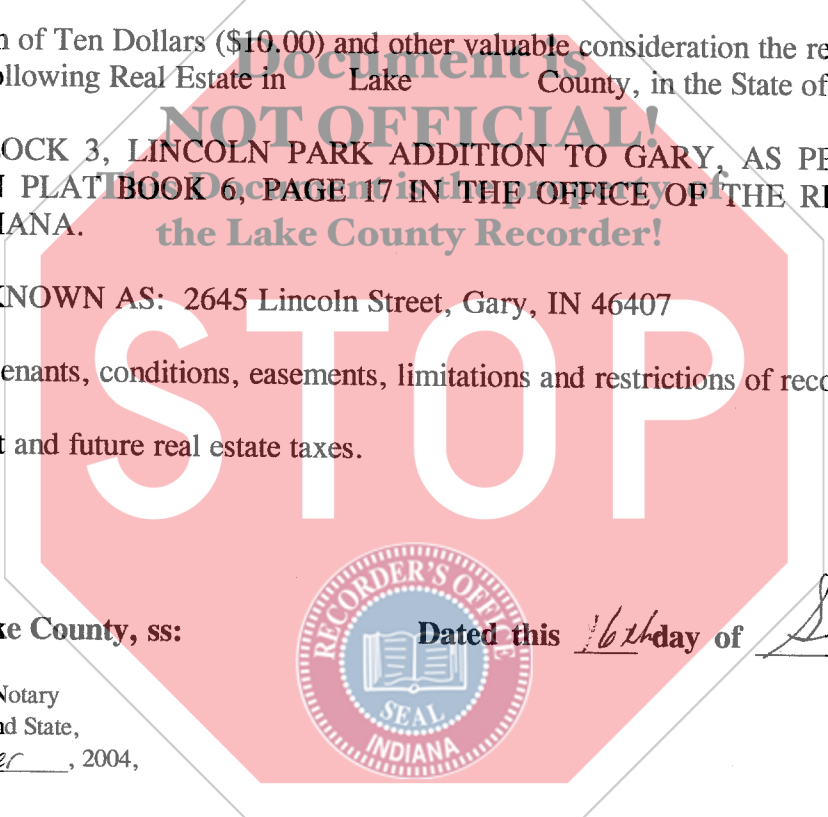 of Ten Dollars ($10.00) and other valuable consideration the
Document is
Following Real Estate in Lake County, in the State of
NOT OFFICIAL!
OCK 3, LINCOLN PARK ADDITION TO GARY, AS PE
PLAT BOOK 6, PAGE 17 IN THE OFFICE OF THE
This Document is the property of
IANA.
the Lake County Recorder!
NOWN AS: 2645 Lincoln Street, Gary, IN 46407
STOP
enants, conditions, easements, limitations and restrictions of reco
and future real estate taxes.
RECORDER'S OFFICE
SEAL
INDIANA
ke County, ss: Dated this 16th day of
Notary
nd State,
er, 2004,